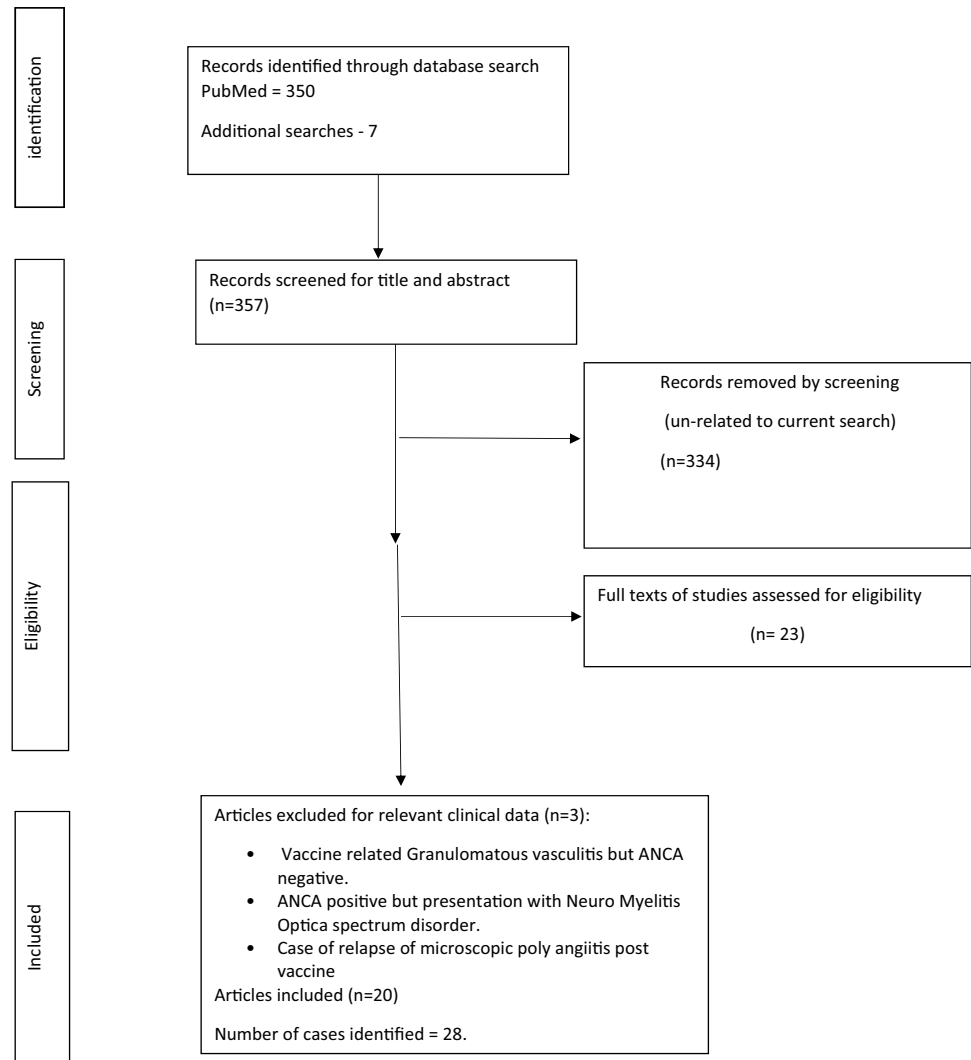 identification
Records identified through database search
PubMed = 350
Additional searches - 7
Screening
Records screened for title and abstract
(n=357)
Records removed by screening
(un-related to current search)
(n=334)
Eligibility
Full texts of studies assessed for eligibility
(n= 23)
Included
Articles excluded for relevant clinical data (n=3):
• Vaccine related Granulomatous vasculitis but ANCA
negative.
• ANCA positive but presentation with Neuro Myelitis
Optica spectrum disorder.
• Case of relapse of microscopic poly angiitis post
vaccine
Articles included (n=20)
Number of cases identified = 28.